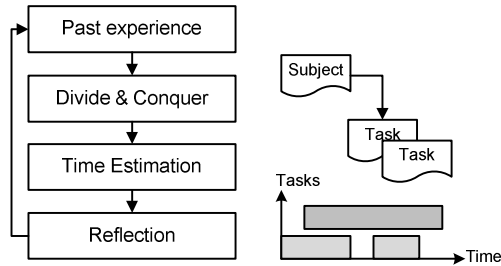 Past experience
Divide & Conquer
Time Estimation
Reflection
Subject
Task
Task
Tasks
Time